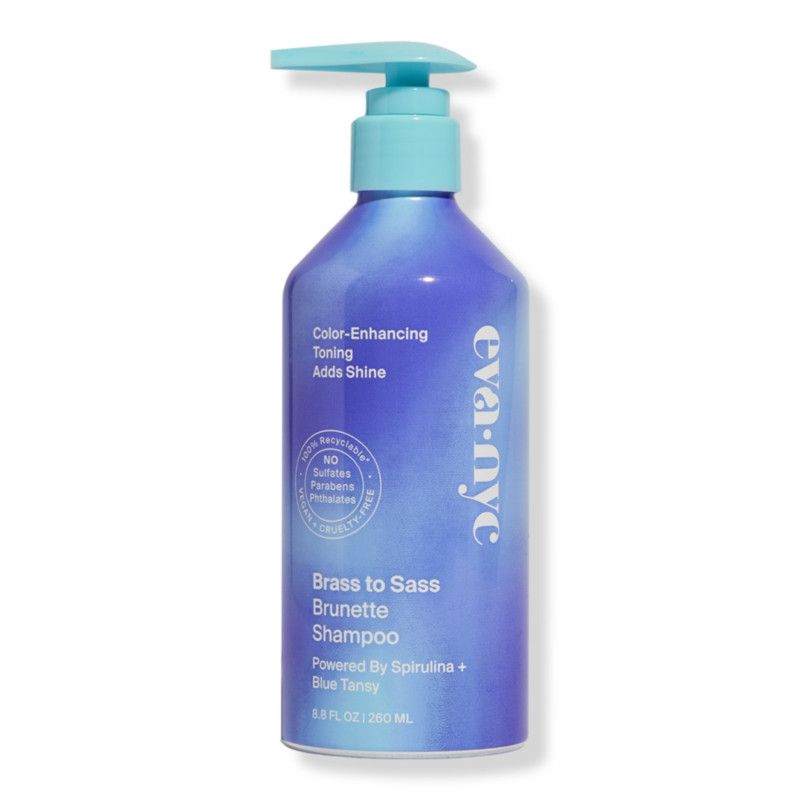 Color-Enhancing
Toning
Adds Shine
eva·nyc
100% Recyclable*
NO
Sulfates
Parabens
Phthalates
VEGAN + CRUELTY-FREE
Brass to Sass
Brunette
Shampoo
Powered By Spirulina +
Blue Tansy
8.8 FL OZ | 260 ML